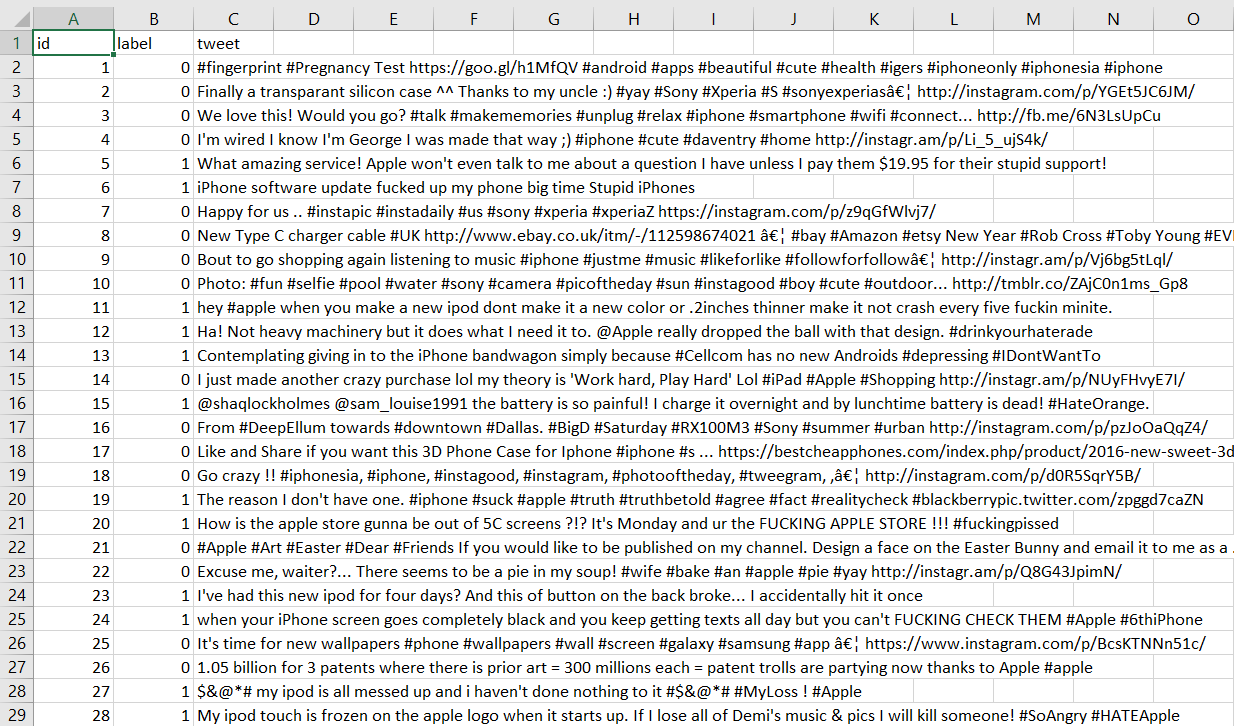 A B C D E F G H I J K L M N O
1 id label tweet
2 1 0 #fingerprint #Pregnancy Test https://goo.gl/h1MfQV #android #apps #beautiful #cute #health #igers #iphoneonly #iphonesia #iphone
3 2 0 Finally a transparant silicon case ^^ Thanks to my uncle :) #yay #Sony #Xperia #S #sonyexperiasâ€¦ http://instagram.com/p/YGEt5JC6JM/
4 3 0 We love this! Would you go? #talk #makememories #unplug #relax #iphone #smartphone #wifi #connect... http://fb.me/6N3LsUpCu
5 4 0 I'm wired I know I'm George I was made that way ;) #iphone #cute #daventry #home http://instagr.am/p/Li_5_ujS4k/
6 5 1 What amazing service! Apple won't even talk to me about a question I have unless I pay them $19.95 for their stupid support!
7 6 1 iPhone software update fucked up my phone big time Stupid iPhones
8 7 0 Happy for us .. #instapic #instadaily #us #sony #xperia #xperiaZ https://instagram.com/p/z9qGfWlvj7/
9 8 0 New Type C charger cable #UK http://www.ebay.co.uk/itm/-/112598674021 â€¦ #bay #Amazon #etsy New Year #Rob Cross #Toby Young #EVI
10 9 0 Bout to go shopping again listening to music #iphone #justme #music #likeforlike #followforfollowâ€¦ http://instagr.am/p/Vj6bg5tLql/
11 10 0 Photo: #fun #selfie #pool #water #sony #camera #picoftheday #sun #instagood #boy #cute #outdoor... http://tmblr.co/ZAjC0n1ms_Gp8
12 11 1 hey #apple when you make a new ipod dont make it a new color or .2inches thinner make it not crash every five fuckin minite.
13 12 1 Ha! Not heavy machinery but it does what I need it to. @Apple really dropped the ball with that design. #drinkyourhaterade
14 13 1 Contemplating giving in to the iPhone bandwagon simply because #Cellcom has no new Androids #depressing #IDontWantTo
15 14 0 I just made another crazy purchase lol my theory is 'Work hard, Play Hard' Lol #iPad #Apple #Shopping http://instagr.am/p/NUyFHvyE7I/
16 15 1 @shaqlockholmes @sam_louise1991 the battery is so painful! I charge it overnight and by lunchtime battery is dead! #HateOrange.
17 16 0 From #DeepEllum towards #downtown #Dallas. #BigD #Saturday #RX100M3 #Sony #summer #urban http://instagram.com/p/pzJoOaQqZ4/
18 17 0 Like and Share if you want this 3D Phone Case for Iphone #iphone #s ... https://bestcheapphones.com/index.php/product/2016-new-sweet-3d
19 18 0 Go crazy !! #iphonesia, #iphone, #instagood, #instagram, #photooftheday, #tweegram, ,â€¦ http://instagram.com/p/d0R5SqrY5B/
20 19 1 The reason I don't have one. #iphone #suck #apple #truth #truthbetold #agree #fact #realitycheck #blackberrypic.twitter.com/zpggd7caZN
21 20 1 How is the apple store gunna be out of 5C screens ?!? It's Monday and ur the FUCKING APPLE STORE !!! #fuckingpissed
22 21 0 #Apple #Art #Easter #Dear #Friends If you would like to be published on my channel. Design a face on the Easter Bunny and email it to me as a .
23 22 0 Excuse me, waiter?... There seems to be a pie in my soup! #wife #bake #an #apple #pie #yay http://instagr.am/p/Q8G43JpimN/
24 23 1 I've had this new ipod for four days? And this of button on the back broke... I accidentally hit it once
25 24 1 when your iPhone screen goes completely black and you keep getting texts all day but you can't FUCKING CHECK THEM #Apple #6thiPhone
26 25 0 It's time for new wallpapers #phone #wallpapers #wall #screen #galaxy #samsung #app â€¦ https://www.instagram.com/p/BcsKTNNn51c/
27 26 0 1.05 billion for 3 patents where there is prior art = 300 millions each = patent trolls are partying now thanks to Apple #apple
28 27 1 $&@*# my ipod is all messed up and i haven't done nothing to it #$&@*# #MyLoss ! #Apple
29 28 1 My ipod touch is frozen on the apple logo when it starts up. If I lose all of Demi's music & pics I will kill someone! #SoAngry #HATEApple